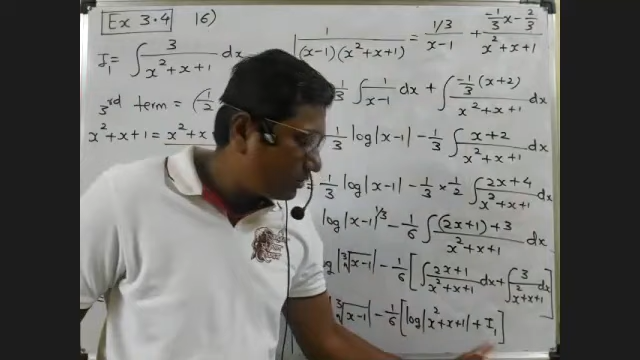 Ex 3.4 16)
I₁ = ∫ 3/(x²+x+1) dx
3rd term = (1/2
x²+x+1 = x²+x
1/((x-1)(x²+x+1)) = (1/3)/(x-1) + (-1/3 x - 2/3)/(x²+x+1)
1/3 ∫ 1/(x-1) dx + ∫ (-1/3 (x+2))/(x²+x+1) dx
1/3 log|x-1| - 1/3 ∫ (x+2)/(x²+x+1) dx
= 1/3 log|x-1| - 1/3 × 1/2 ∫ (2x+4)/(x²+x+1) dx
log|x-1|^(1/3) - 1/6 ∫ ((2x+1)+3)/(x²+x+1) dx
|∛(x-1)| - 1/6 [∫ (2x+1)/(x²+x+1) dx + ∫ 3/(x²+x+1) dx]
∛(x-1)| - 1/6 [log|x²+x+1| + I₁]